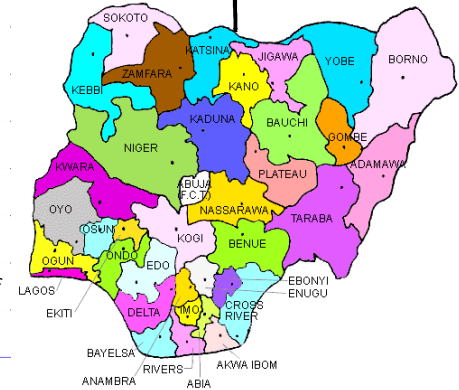 SOKOTO
KATSINA
JIGAWA
YOBE
BORNO
ZAMFARA
KEBBI
KANO
KADUNA
BAUCHI
GOMBE
NIGER
ADAMAWA
KWARA
PLATEAU
ABUJA
(F.C.T.)
NASSARAWA
OYO
TARABA
OSUN
KOGI
BENUE
OGUN
ONDO
EDO
LAGOS
EBONYI
ENUGU
EKITI
DELTA
IMO
CROSS
RIVER
BAYELSA
ANAMBRA
RIVERS
ABIA
AKWA IBOM